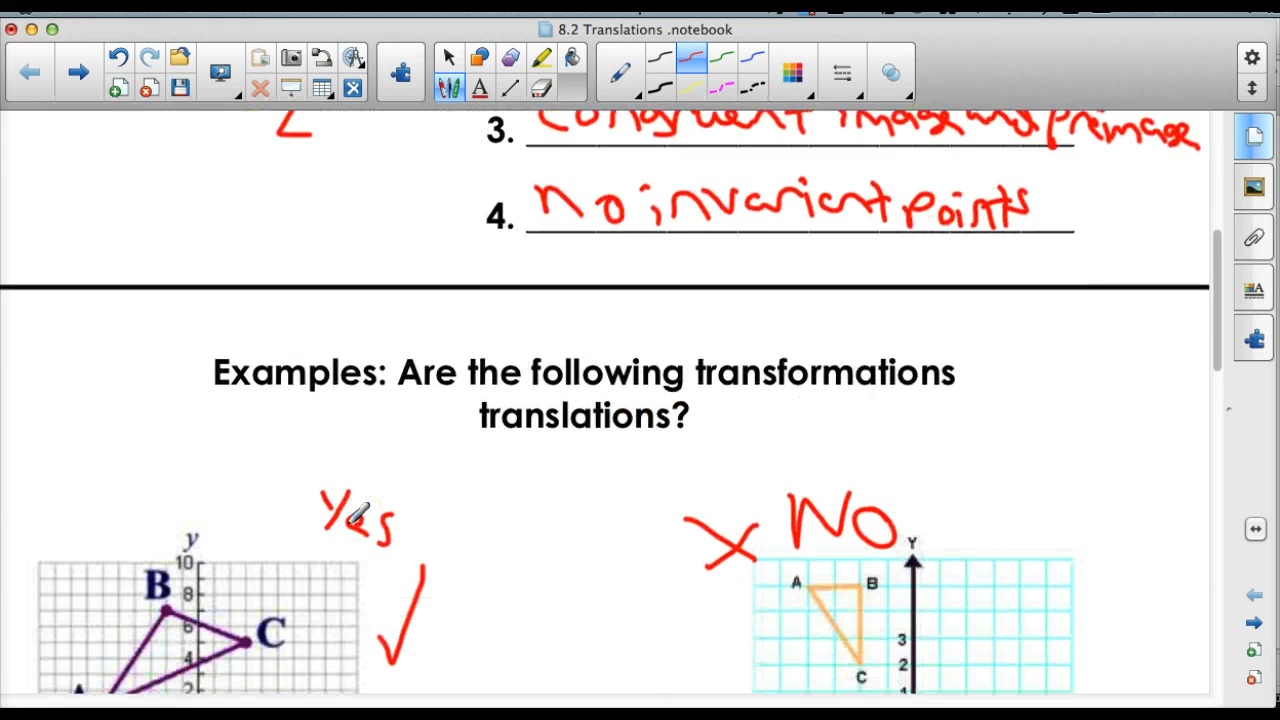 8.2 Translations .notebook
3. Congruent image and preimage
4. No invariant points
Examples: Are the following transformations
translations?
Yes
X NO
y
10
B
8
6
C
4
A
2
Y
A B
3
2
C
1